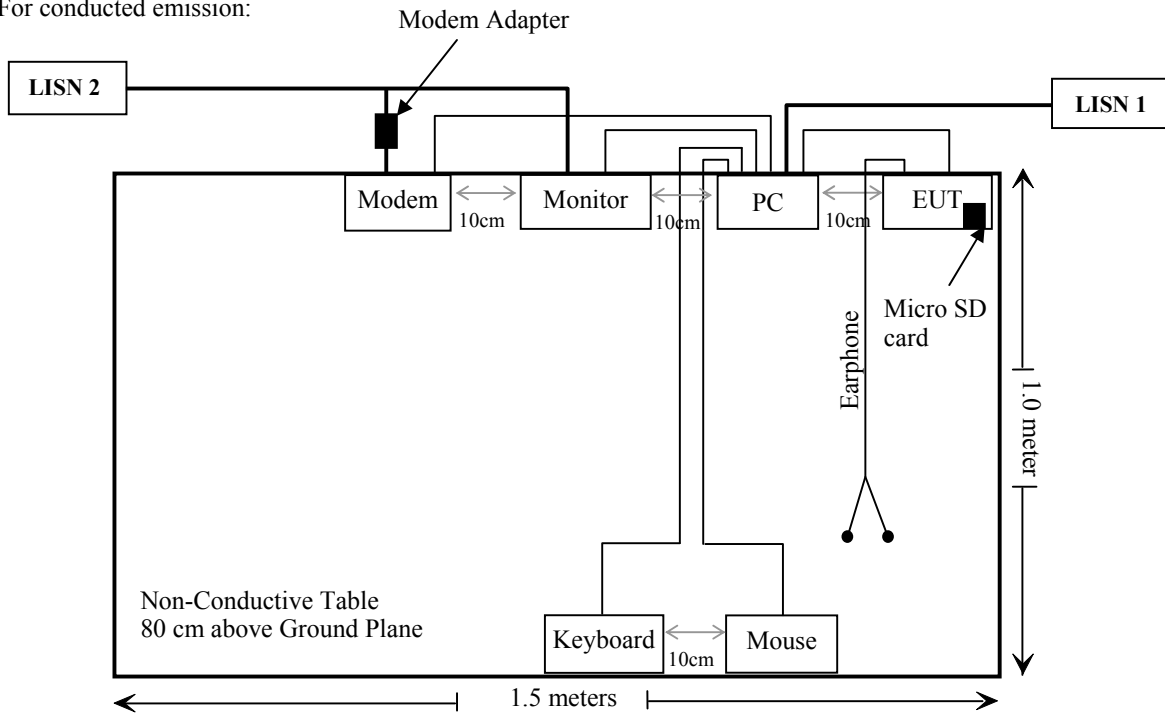 For conducted emission:
Modem Adapter
LISN 2
LISN 1
Modem
Monitor
PC
EUT
10cm
10cm
10cm
Micro SD
card
Earphone
1.0 meter
Non-Conductive Table
80 cm above Ground Plane
Keyboard
Mouse
10cm
1.5 meters